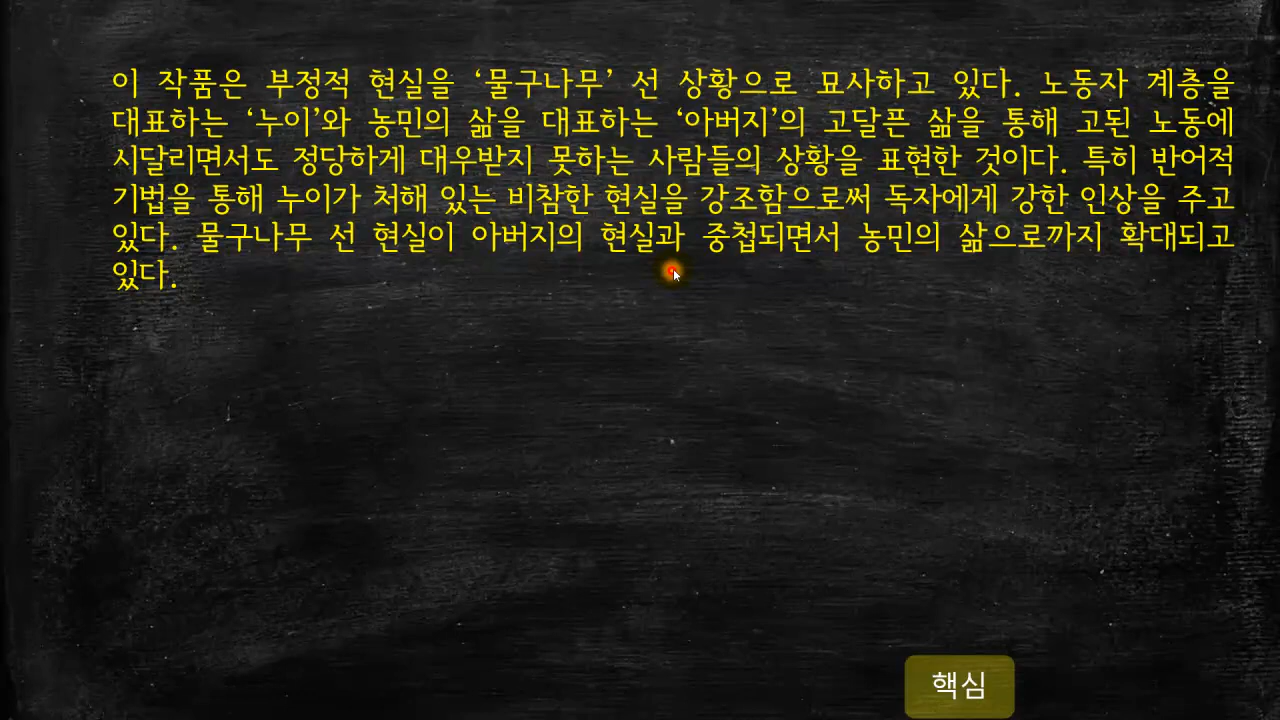 이 작품은 부정적 현실을 ‘물구나무’ 선 상황으로 묘사하고 있다. 노동자 계층을
대표하는 ‘누이’와 농민의 삶을 대표하는 ‘아버지’의 고달픈 삶을 통해 고된 노동에
시달리면서도 정당하게 대우받지 못하는 사람들의 상황을 표현한 것이다. 특히 반어적
기법을 통해 누이가 처해 있는 비참한 현실을 강조함으로써 독자에게 강한 인상을 주고
있다. 물구나무 선 현실이 아버지의 현실과 중첩되면서 농민의 삶으로까지 확대되고
있다.
핵심